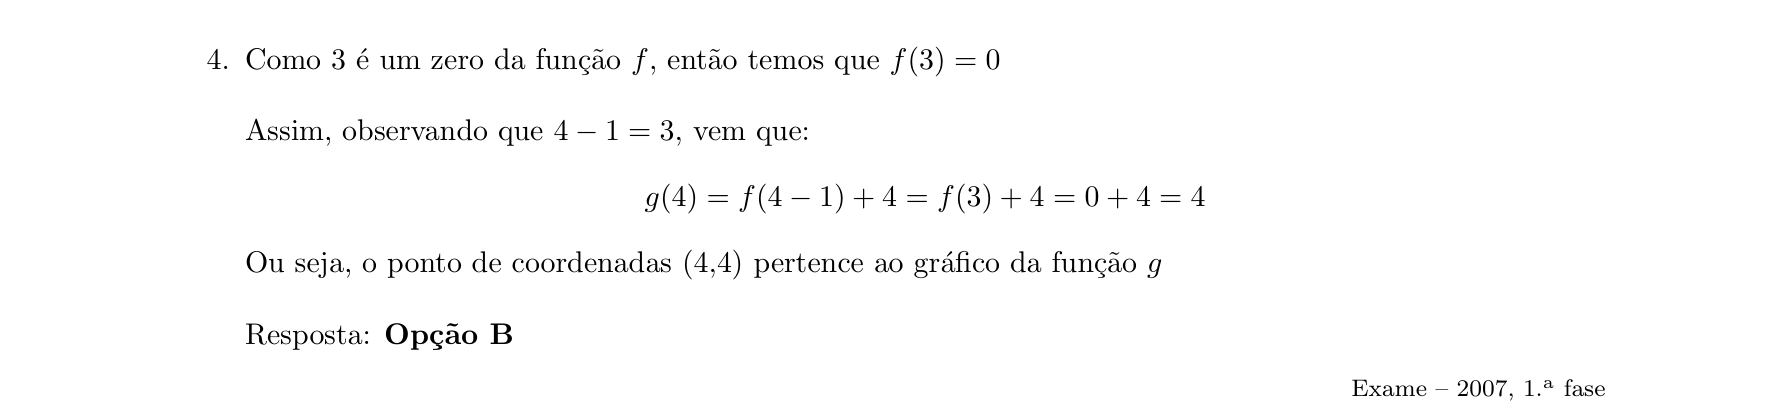 4. Como 3 é um zero da função f, então temos que f(3) = 0
Assim, observando que 4 − 1 = 3, vem que:
g(4) = f(4 − 1) + 4 = f(3) + 4 = 0 + 4 = 4
Ou seja, o ponto de coordenadas (4,4) pertence ao gráfico da função g
Resposta: Opção B
Exame – 2007, 1.ª fase